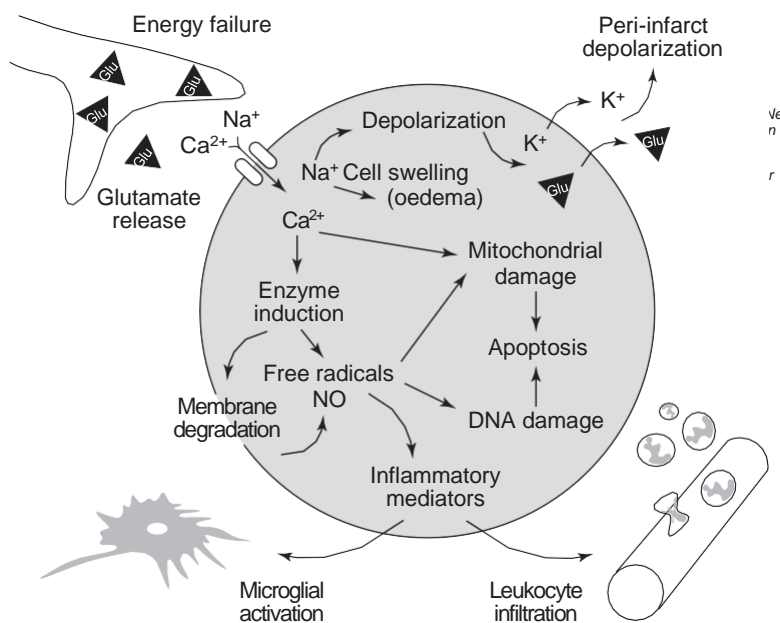 Energy failure
Peri-infarct
depolarization
Glu
Glu
Glu
Glu
Na⁺
Ca²⁺
Glutamate
release
Depolarization
K⁺
K⁺
Glu
Glu
Na⁺ Cell swelling
(oedema)
Ca²⁺
Mitochondrial
damage
Enzyme
induction
Apoptosis
Free radicals
NO
Membrane
degradation
DNA damage
Inflammatory
mediators
Microglial
activation
Leukocyte
infiltration